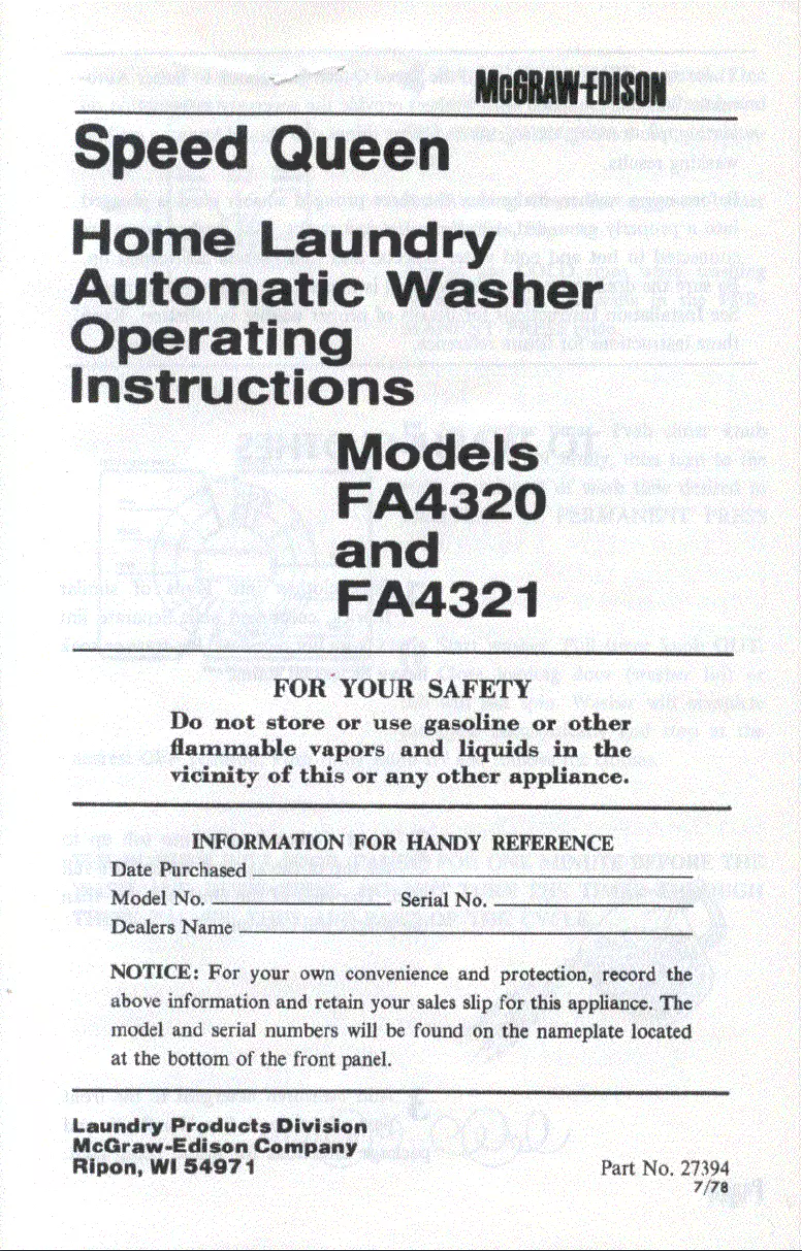 McGRAW-EDISON
Speed Queen
Home Laundry
Automatic Washer
Operating
Instructions
Models
FA4320
and
FA4321
FOR YOUR SAFETY
Do not store or use gasoline or other
flammable vapors and liquids in the
vicinity of this or any other appliance.
INFORMATION FOR HANDY REFERENCE
Date Purchased
Model No. Serial No.
Dealers Name
NOTICE: For your own convenience and protection, record the
above information and retain your sales slip for this appliance. The
model and serial numbers will be found on the nameplate located
at the bottom of the front panel.
Laundry Products Division
McGraw-Edison Company
Ripon, WI 54971
Part No. 27394
7/78